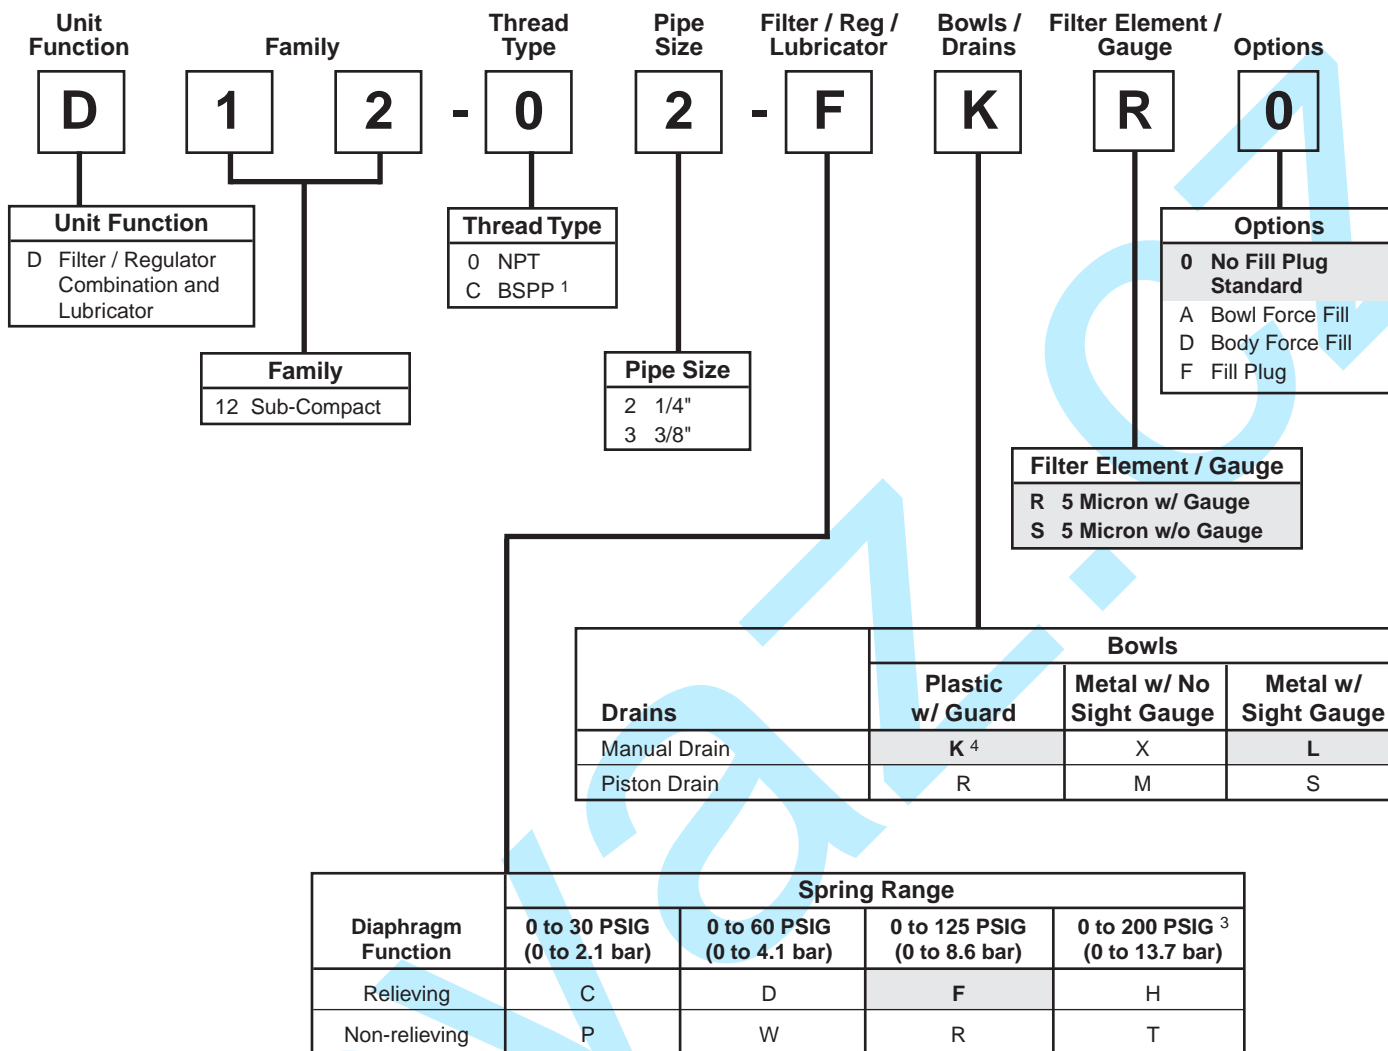 Unit Function
Family
Thread Type
Pipe Size
Filter / Reg / Lubricator
Bowls / Drains
Filter Element / Gauge
Options
D 1 2 - 0 2 - F K R 0
Unit Function
D Filter / Regulator
Combination and
Lubricator
Family
12 Sub-Compact
Thread Type
0 NPT
C BSPP 1
Pipe Size
2 1/4"
3 3/8"
Options
0 No Fill Plug
Standard
A Bowl Force Fill
D Body Force Fill
F Fill Plug
Filter Element / Gauge
R 5 Micron w/ Gauge
S 5 Micron w/o Gauge
Bowls
Drains
Plastic w/ Guard
Metal w/ No Sight Gauge
Metal w/ Sight Gauge
Manual Drain K 4 X L
Piston Drain R M S
Spring Range
Diaphragm Function
0 to 30 PSIG (0 to 2.1 bar)
0 to 60 PSIG (0 to 4.1 bar)
0 to 125 PSIG (0 to 8.6 bar)
0 to 200 PSIG 3 (0 to 13.7 bar)
Relieving C D F H
Non-relieving P W R T
vaz.cz